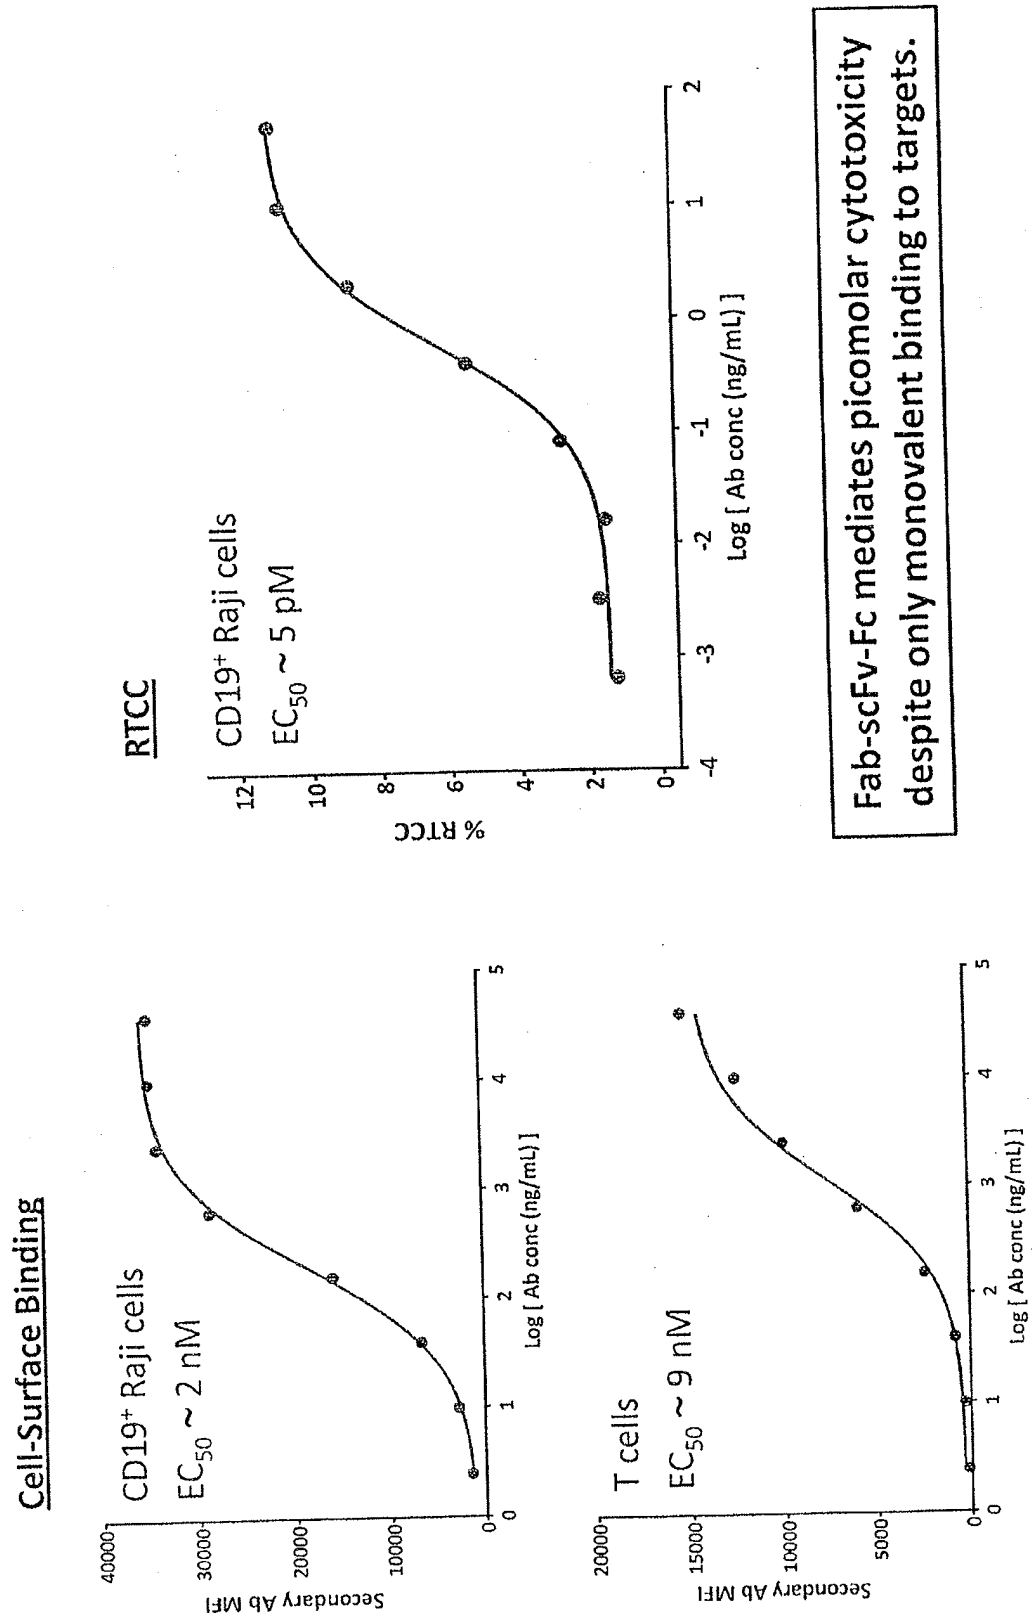 Cell-Surface Binding
CD19⁺ Raji cells
EC₅₀ ~ 2 nM
Secondary Ab MFI
40000
30000
20000
10000
0
0 1 2 3 4 5
Log [ Ab conc (ng/mL) ]
T cells
EC₅₀ ~ 9 nM
Secondary Ab MFI
20000
15000
10000
5000
0
0 1 2 3 4 5
Log [ Ab conc (ng/mL) ]
RTCC
CD19⁺ Raji cells
EC₅₀ ~ 5 pM
% RTCC
12
10
8
6
4
2
0
-4 -3 -2 -1 0 1 2
Log [ Ab conc (ng/mL) ]
Fab-scFv-Fc mediates picomolar cytotoxicity
despite only monovalent binding to targets.